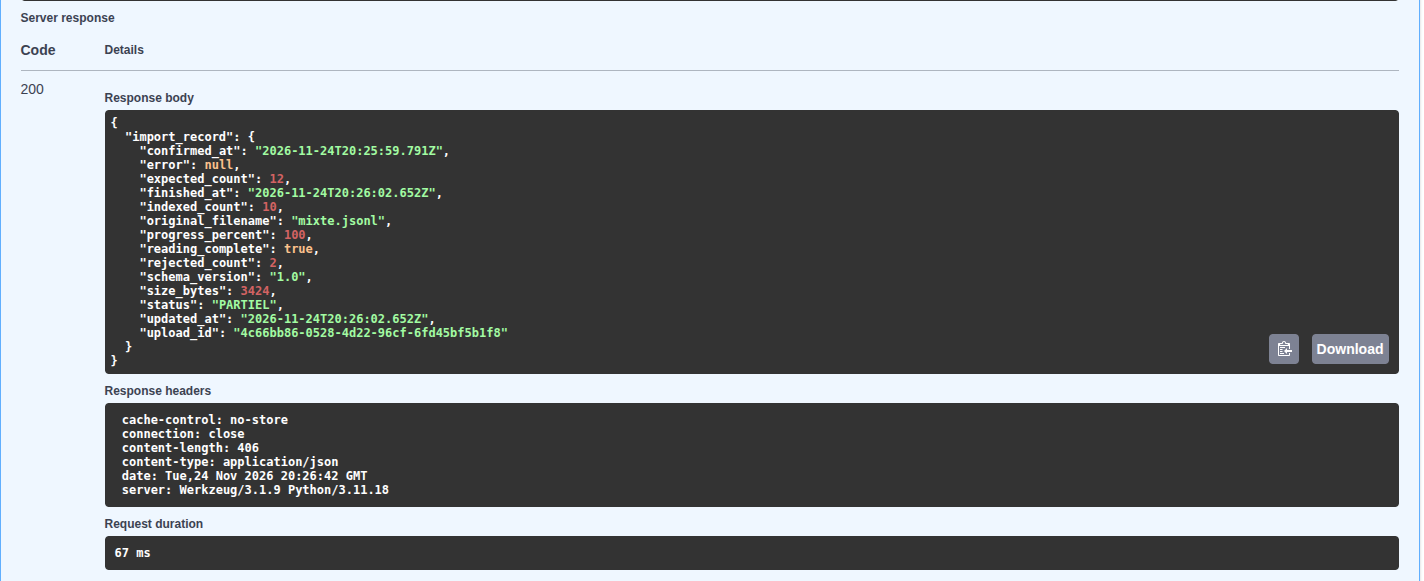 Server response
Code Details
200
Response body
{
  "import_record": {
    "confirmed_at": "2026-11-24T20:25:59.791Z",
    "error": null,
    "expected_count": 12,
    "finished_at": "2026-11-24T20:26:02.652Z",
    "indexed_count": 10,
    "original_filename": "mixte.jsonl",
    "progress_percent": 100,
    "reading_complete": true,
    "rejected_count": 2,
    "schema_version": "1.0",
    "size_bytes": 3424,
    "status": "PARTIEL",
    "updated_at": "2026-11-24T20:26:02.652Z",
    "upload_id": "4c66bb86-0528-4d22-96cf-6fd45bf5b1f8"
  }
}
Download
Response headers
cache-control: no-store
connection: close
content-length: 406
content-type: application/json
date: Tue,24 Nov 2026 20:26:42 GMT
server: Werkzeug/3.1.9 Python/3.11.18
Request duration
67 ms